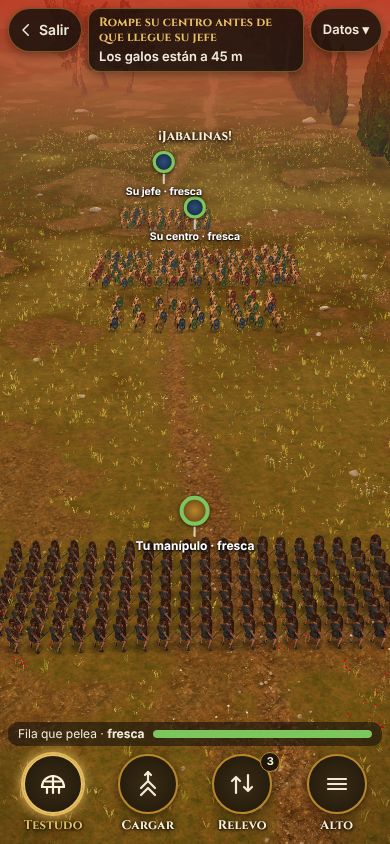 Salir
ROMPE SU CENTRO ANTES DE
QUE LLEGUE SU JEFE
Los galos están a 45 m
Datos ▾
¡JABALINAS!
Su jefe · fresca
Su centro · fresca
Tu manípulo · fresca
Fila que pelea · fresca
3
TESTUDO
CARGAR
RELEVO
ALTO